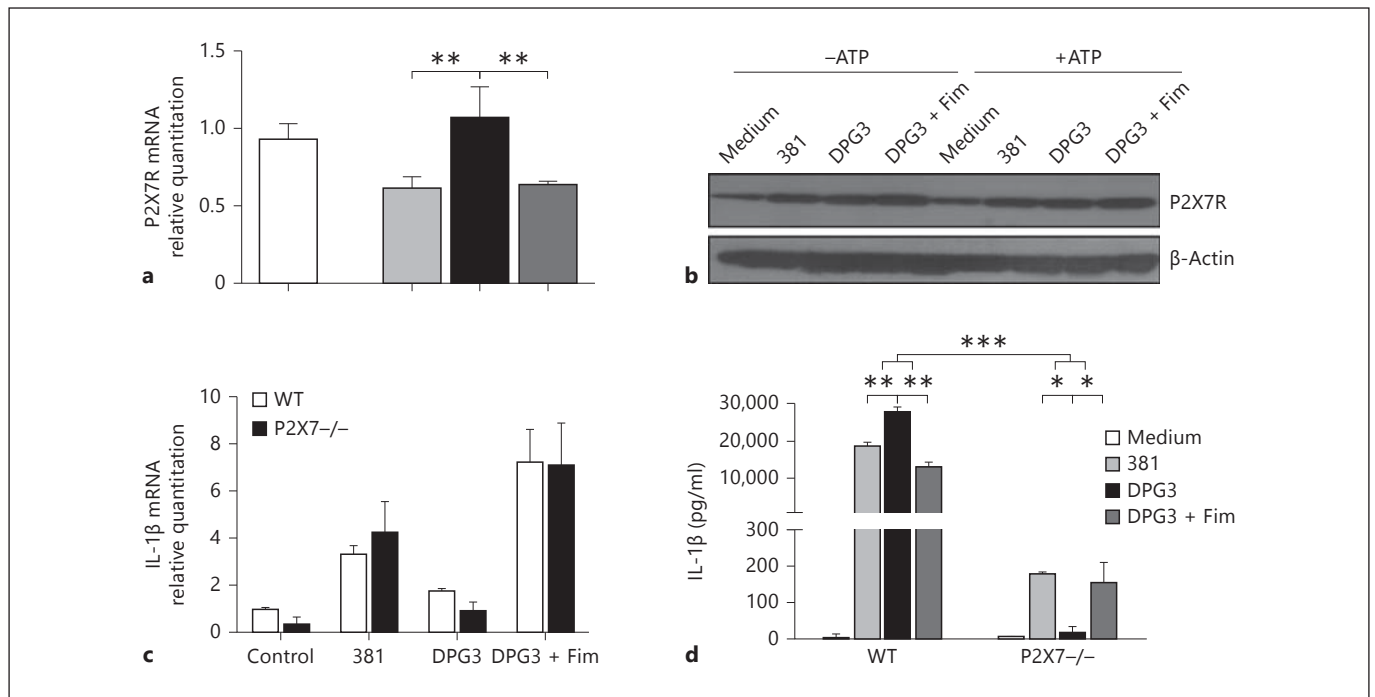 1.5
1.0
0.5
0
P2X7R mRNA
relative quantitation
** **
a
–ATP +ATP
Medium 381 DPG3 DPG3 + Fim Medium 381 DPG3 DPG3 + Fim
P2X7R
β-Actin
b
10
8
6
4
2
0
IL-1β mRNA
relative quantitation
WT
P2X7–/–
Control 381 DPG3 DPG3 + Fim
c
***
** ** * *
30,000
20,000
10,000
300
200
100
0
IL-1β (pg/ml)
Medium
381
DPG3
DPG3 + Fim
WT P2X7–/–
d